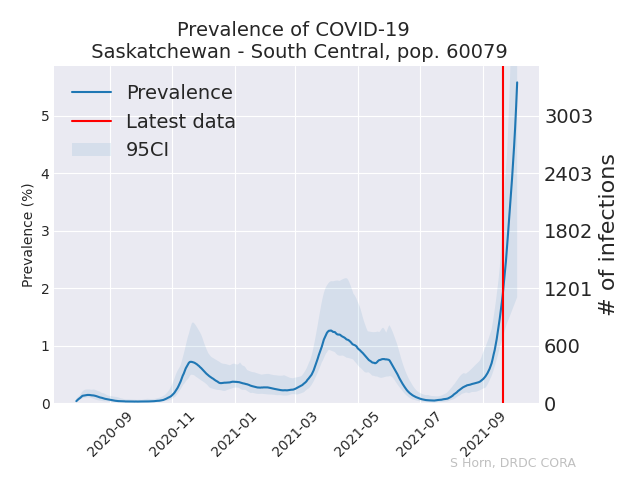 Prevalence of COVID-19
Saskatchewan - South Central, pop. 60079
Prevalence
Latest data
95CI
Prevalence (%)
5
4
3
2
1
0
3003
2403
1802
1201
600
0
# of infections
2020-09
2020-11
2021-01
2021-03
2021-05
2021-07
2021-09
S Horn, DRDC CORA